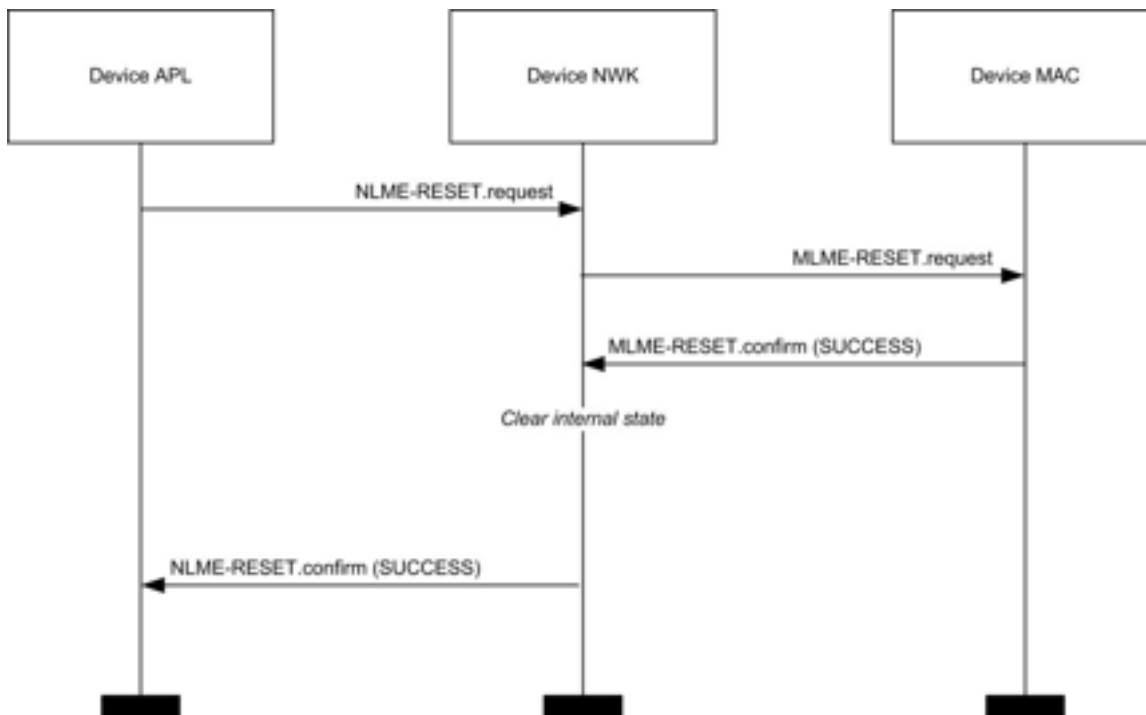 Device APL
Device NWK
Device MAC
NLME-RESET.request
MLME-RESET.request
MLME-RESET.confirm (SUCCESS)
Clear internal state
NLME-RESET.confirm (SUCCESS)